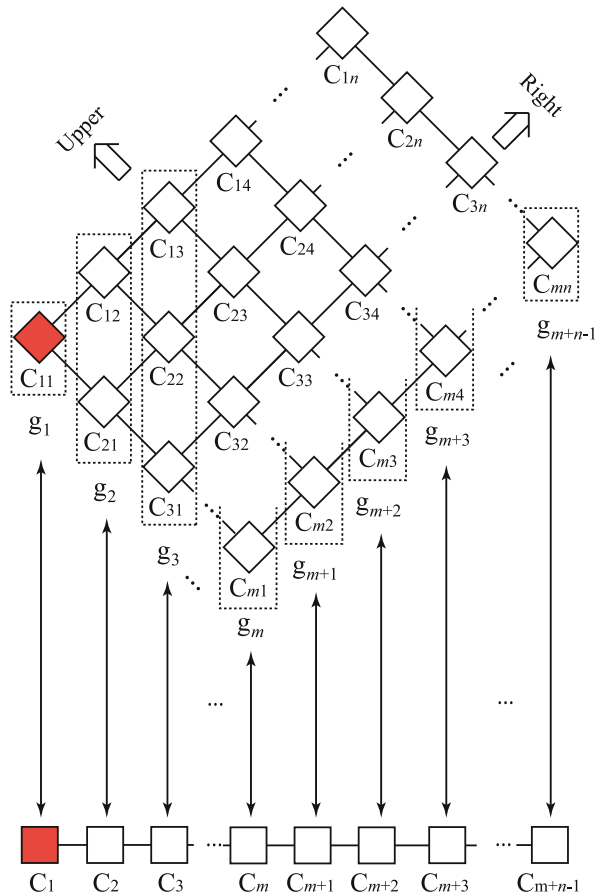 C1n
C2n
Right
Upper
C14
C3n
C13
C24
Cmn
C12
C23
C34
gm+n-1
C11
C22
C33
Cm4
g1
C21
C32
Cm3
gm+3
g2
C31
Cm2
gm+2
g3
Cm1
gm+1
gm
...
...
... ...
C1 C2 C3 Cm Cm+1 Cm+2 Cm+3 Cm+n-1